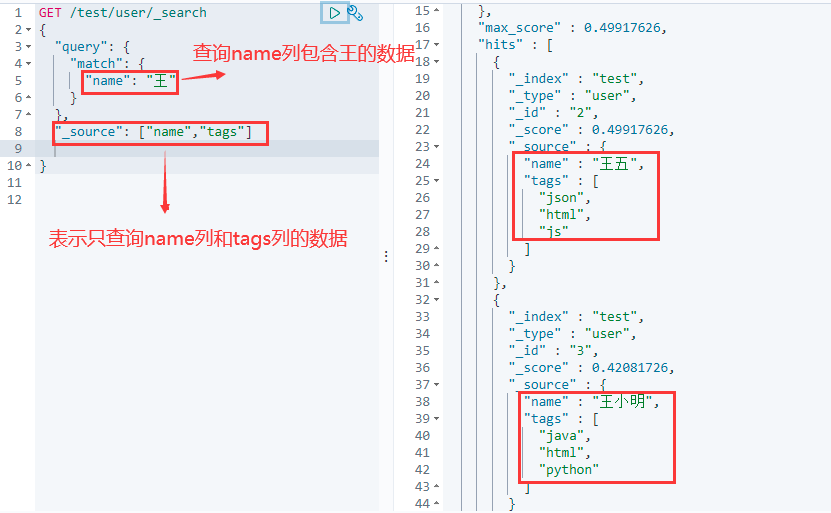 1 GET /test/user/_search
2 {
3 "query": {
4 "match": {
5 "name": "王"
6 }
7 },
8 "_source": ["name","tags"]
9
10 }
11
12
查询name列包含王的数据
表示只查询name列和tags列的数据
15 },
16 "max_score" : 0.49917626,
17 "hits" : [
18 {
19 "_index" : "test",
20 "_type" : "user",
21 "_id" : "2",
22 "_score" : 0.49917626,
23 "_source" : {
24 "name" : "王五",
25 "tags" : [
26 "json",
27 "html",
28 "js"
29 ]
30 }
31 },
32 {
33 "_index" : "test",
34 "_type" : "user",
35 "_id" : "3",
36 "_score" : 0.42081726,
37 "_source" : {
38 "name" : "王小明",
39 "tags" : [
40 "java",
41 "html",
42 "python"
43 ]
44 }